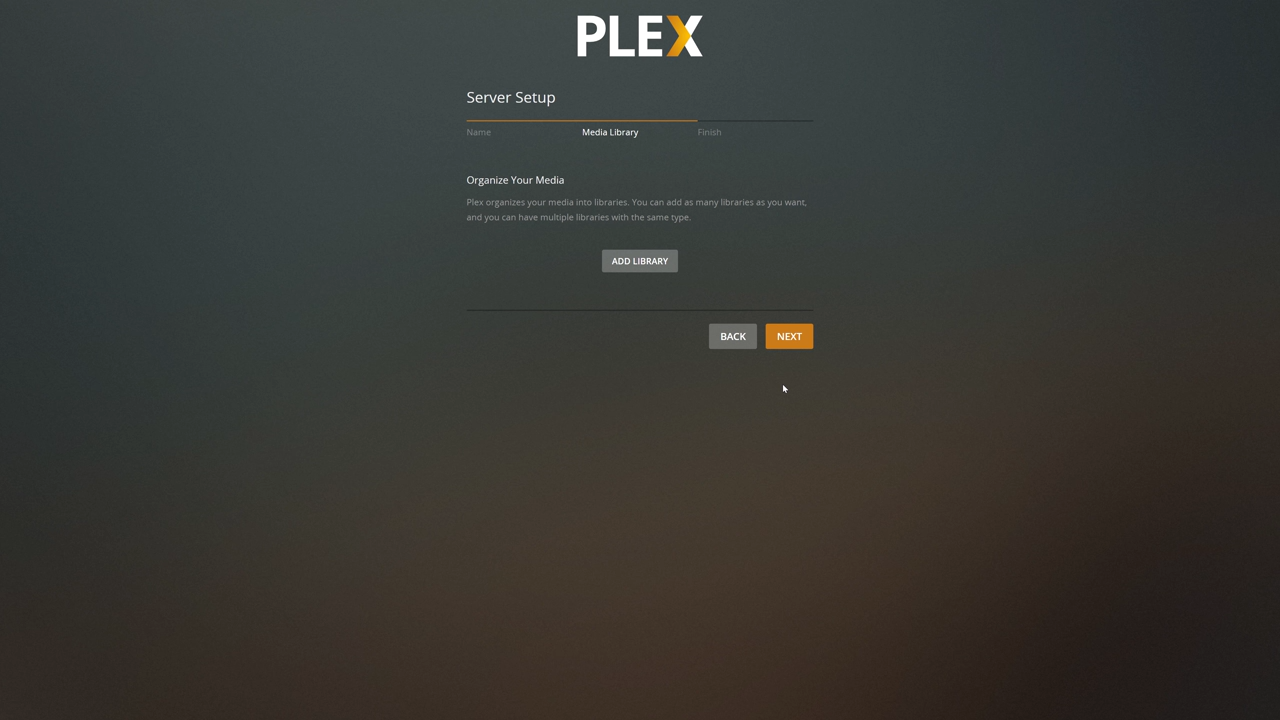 PLEX
Server Setup
Name
Media Library
Finish
Organize Your Media
Plex organizes your media into libraries. You can add as many libraries as you want,
and you can have multiple libraries with the same type.
ADD LIBRARY
BACK
NEXT